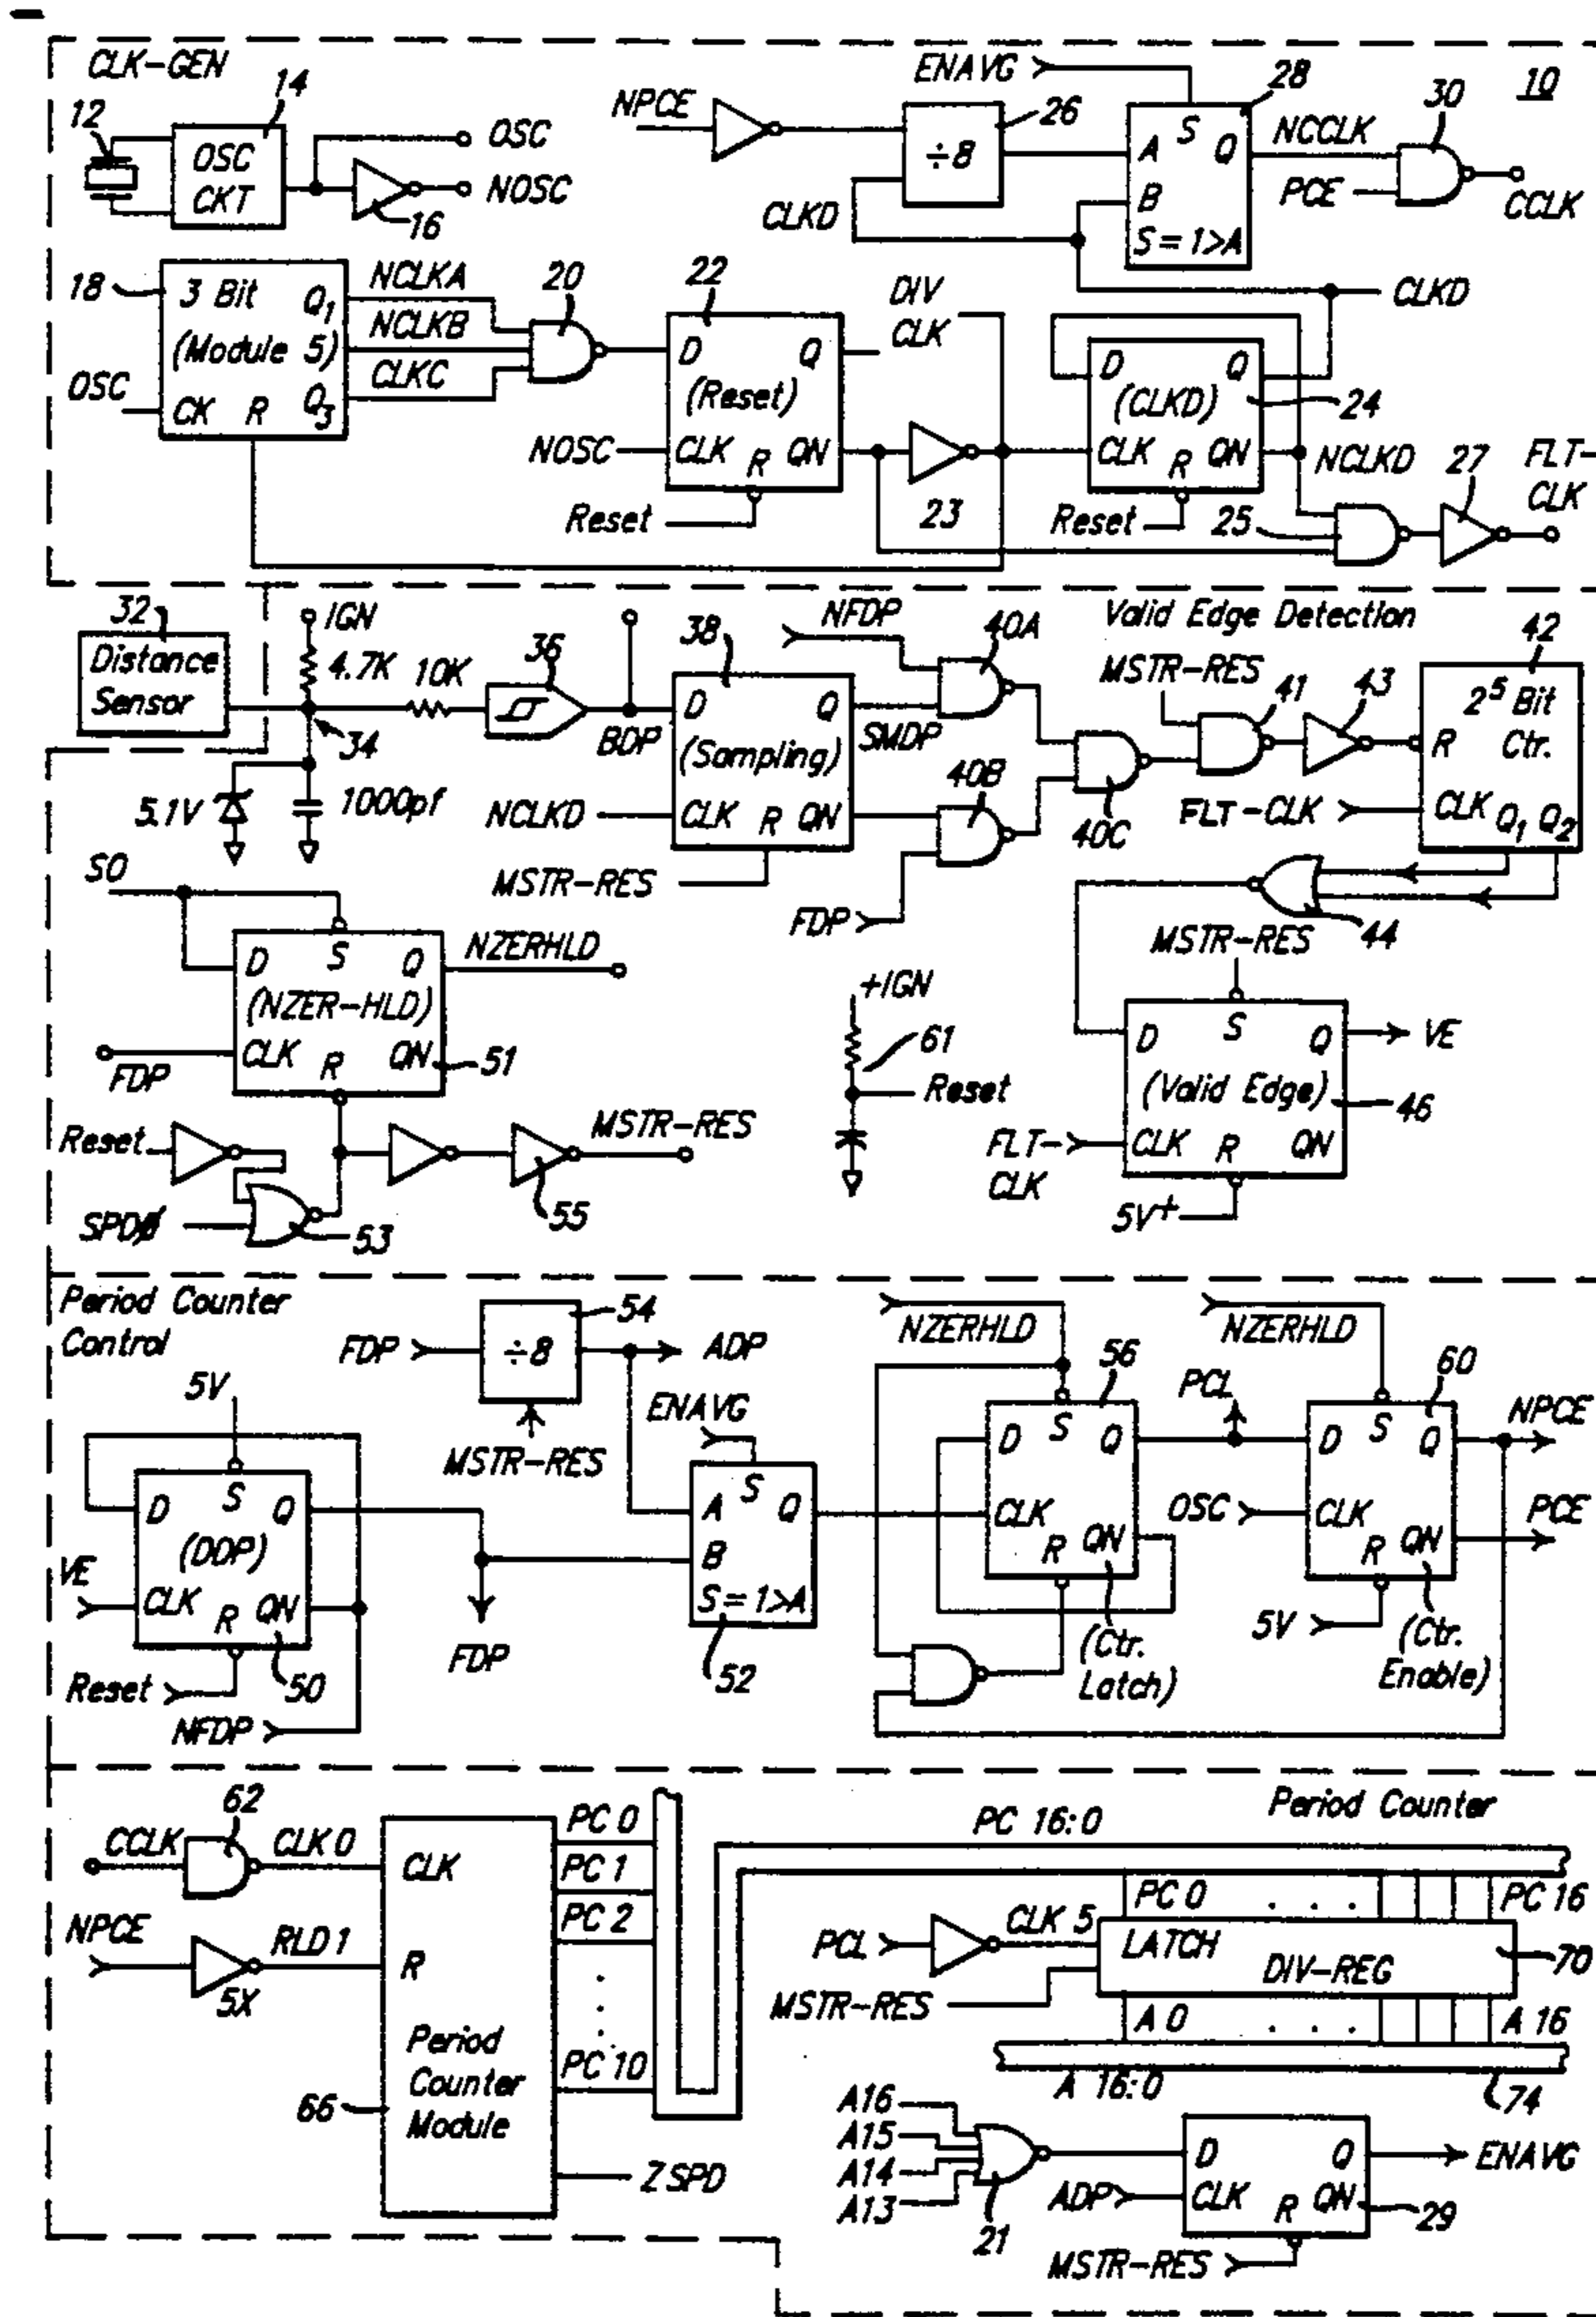 CLK-GEN
12
14
OSC
CKT
OSC
NOSC
16
ENAVG
NPCE
÷8
26
CLKD
28
S
A
Q
B
S=1>A
NCCLK
PCE
30
10
CCLK
CLKD
18
3 Bit
(Module 5)
Q1
Q3
OSC
CK
R
NCLKA
NCLKB
CLKC
20
22
D
Q
(Reset)
NOSC
CLK
R
QN
Reset
DIV
CLK
23
D
Q
(CLKD)
24
CLK
R
QN
Reset
NCLKD
25
27
FLT-
CLK
32
Distance
Sensor
IGN
4.7K
10K
34
5.1V
1000pf
36
BDP
38
D
Q
(Sampling)
NCLKD
CLK
R
QN
MSTR-RES
SMDP
NFDP
40A
40B
40C
FDP
Valid Edge Detection
MSTR-RES
41
43
42
2⁵ Bit
Ctr.
R
FLT-CLK
CLK
Q1
Q2
44
SO
D
S
Q
NZERHLD
(NZER-HLD)
FDP
CLK
R
QN
51
Reset
SPDØ
53
55
MSTR-RES
+IGN
61
Reset
MSTR-RES
D
S
Q
VE
(Valid Edge)
46
FLT-
CLK
CLK
R
QN
5V+
Period Counter
Control
FDP
÷8
54
ADP
MSTR-RES
5V
D
S
Q
(DDP)
VE
CLK
R
QN
50
Reset
NFDP
FDP
ENAVG
S
A
Q
B
S=1>A
52
NZERHLD
56
D
S
Q
CLK
R
QN
(Ctr.
Latch)
PCL
NZERHLD
60
D
S
Q
NPCE
OSC
CLK
R
QN
PCE
5V
(Ctr.
Enable)
62
CCLK
CLK 0
NPCE
RLD 1
5X
CLK
R
Period
Counter
Module
66
PC 0
PC 1
PC 2
PC 10
ZSPD
Period Counter
PC 16:0
PC 0
. . .
PC 16
PCL
CLK 5
LATCH
DIV-REG
70
MSTR-RES
A 0
. . .
A 16
A 16:0
74
A16
A15
A14
A13
21
D
Q
ENAVG
ADP
CLK
R
QN
29
MSTR-RES